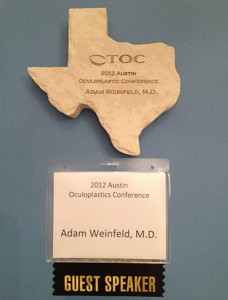 TOC
2012 Austin
Oculoplastic Conference
Adam Weinfeld, M.D.
2012 Austin
Oculoplastics Conference
Adam Weinfeld, M.D.
GUEST SPEAKER